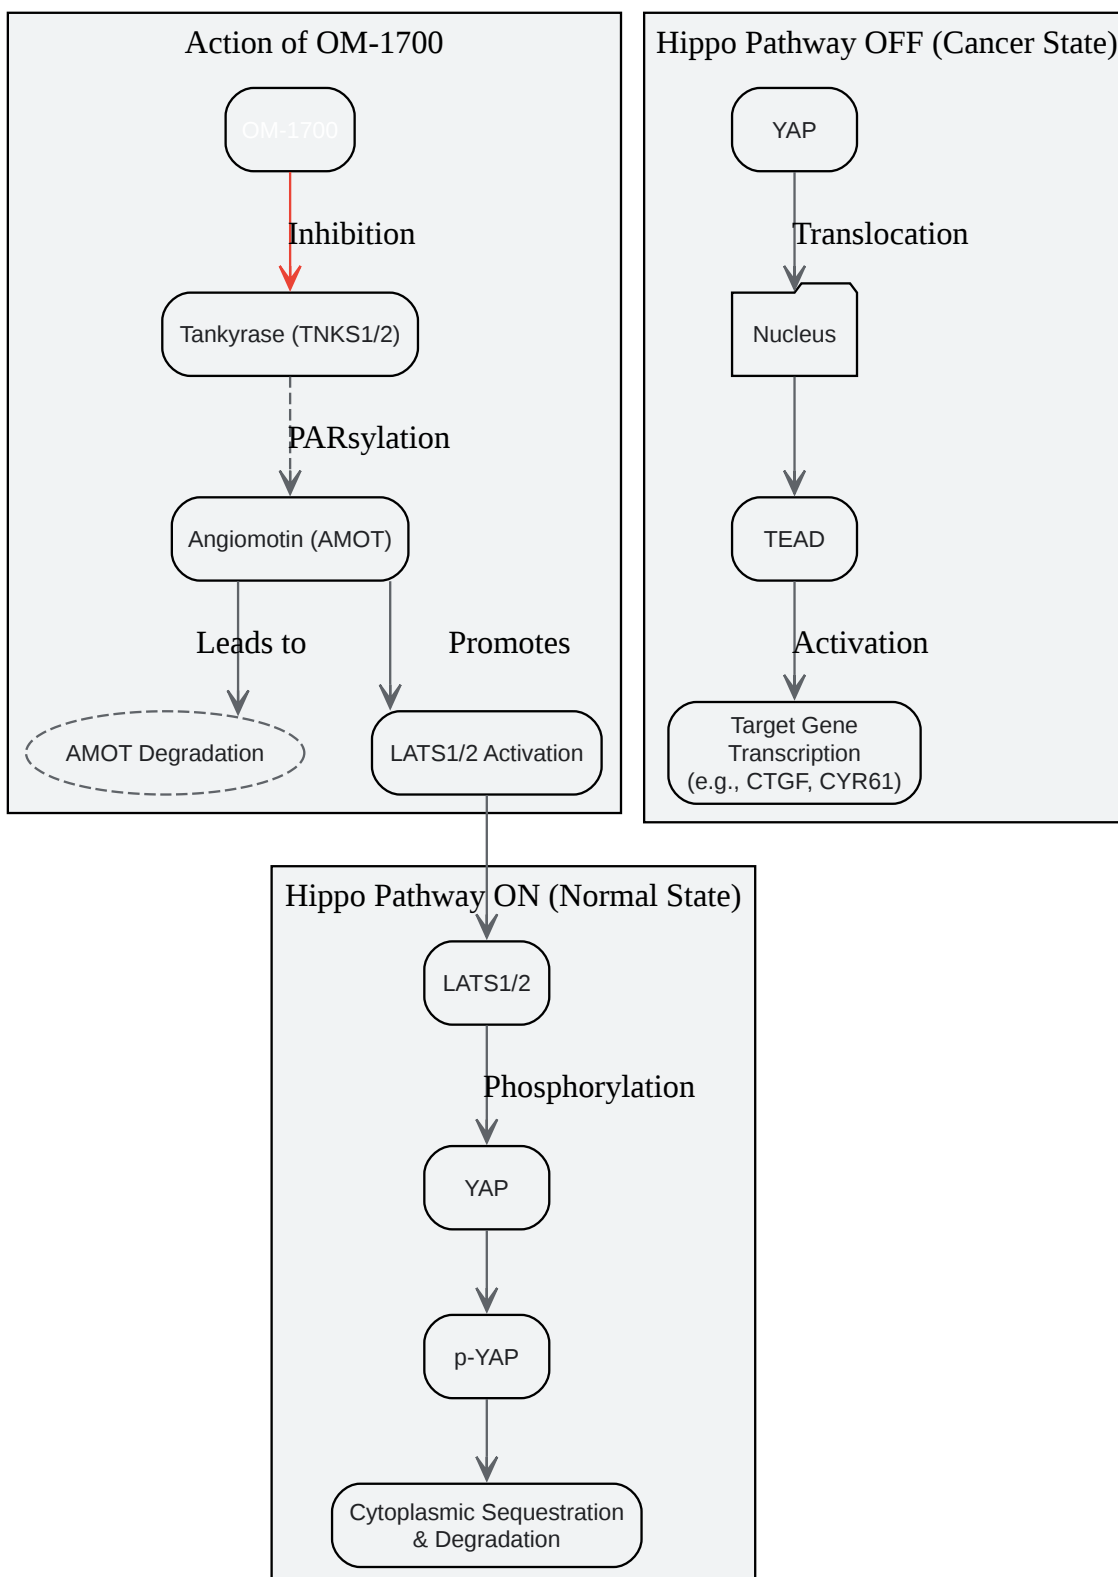 Action of OM-1700
OM-1700
Inhibition
Tankyrase (TNKS1/2)
PARsylation
Angiomotin (AMOT)
Leads to
Promotes
AMOT Degradation
LATS1/2 Activation
Hippo Pathway OFF (Cancer State)
YAP
Translocation
Nucleus
TEAD
Activation
Target Gene
Transcription
(e.g., CTGF, CYR61)
Hippo Pathway ON (Normal State)
LATS1/2
Phosphorylation
YAP
p-YAP
Cytoplasmic Sequestration
& Degradation